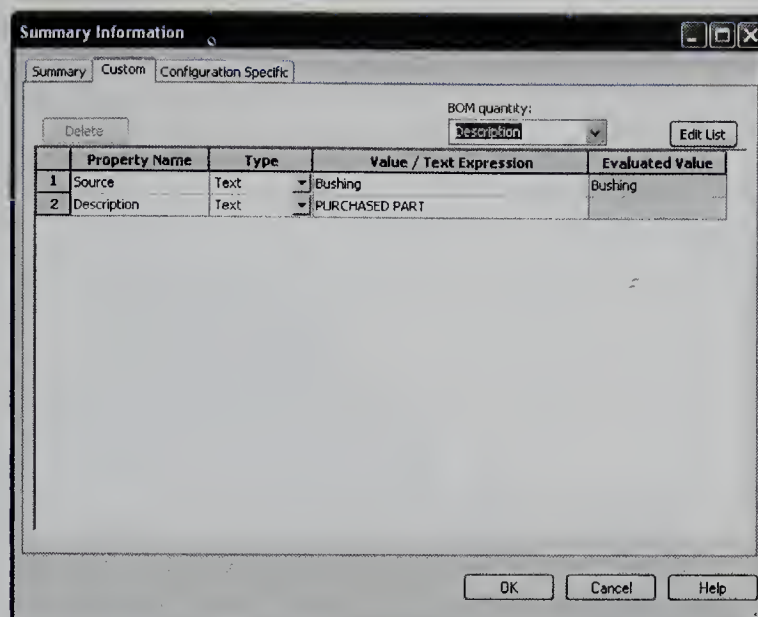 Summary Information
Summary Custom Configuration Specific
BOM quantity:
Delete Description Edit List
Property Name Type Value / Text Expression Evaluated Value
1 Source Text Bushing Bushing
2 Description Text PURCHASED PART
OK Cancel Help